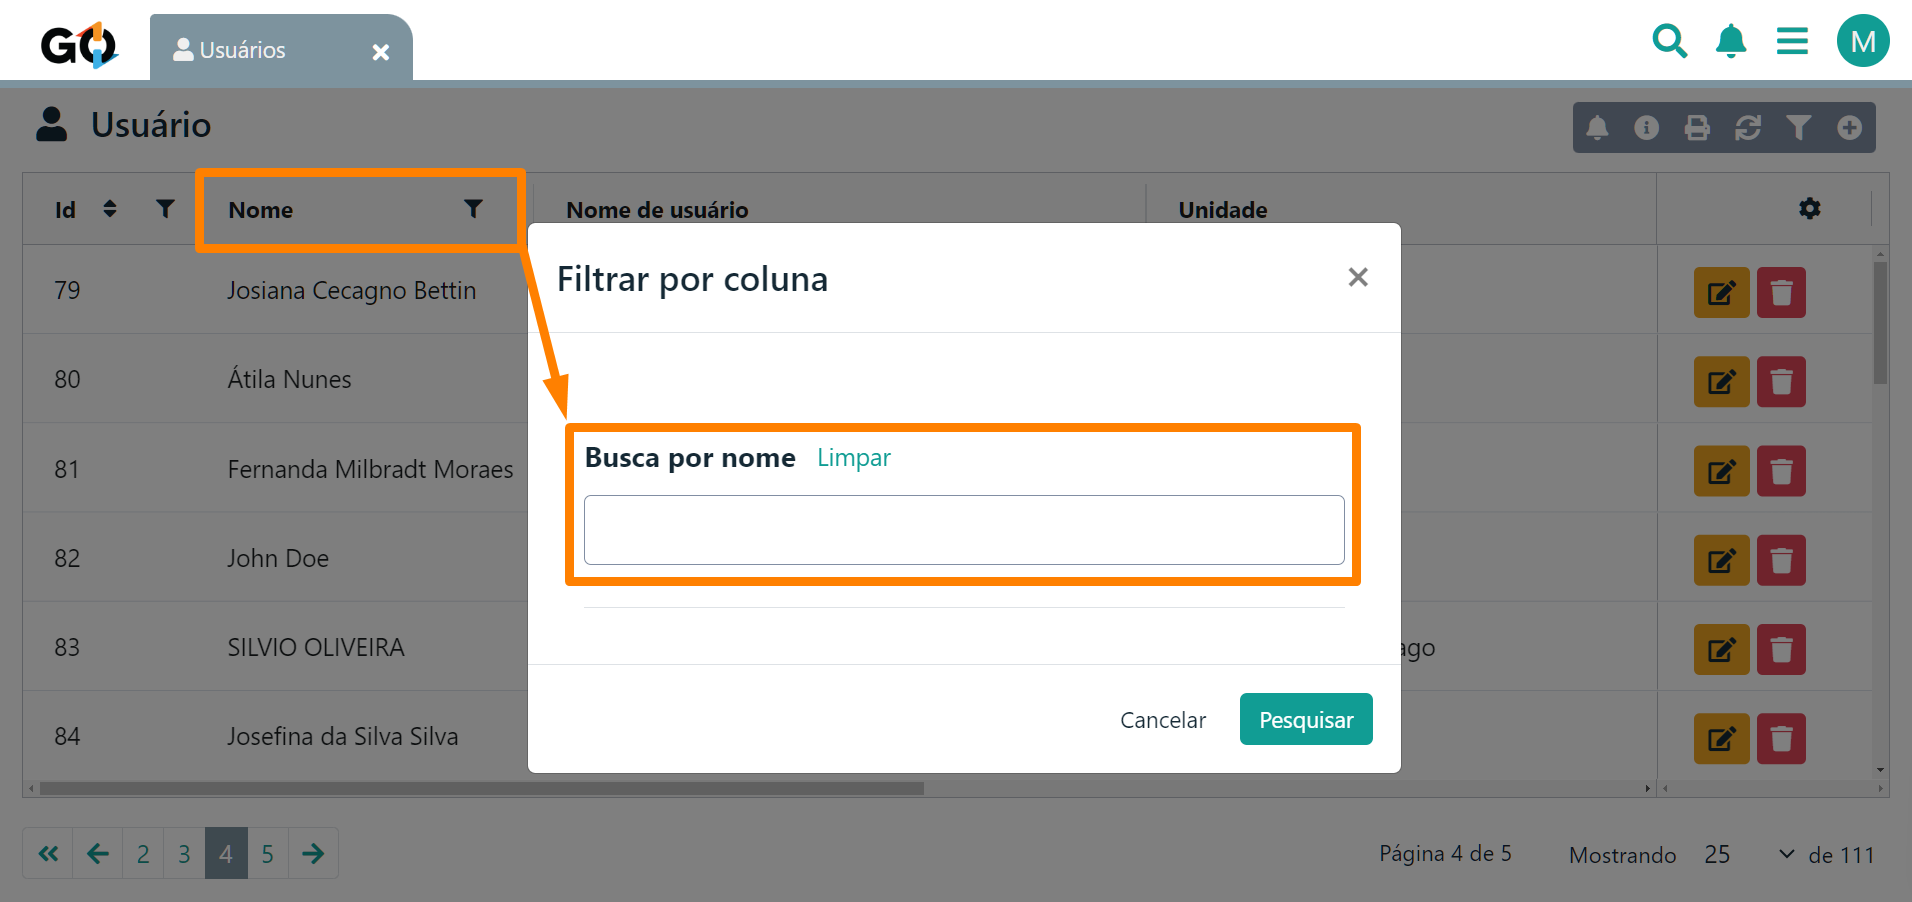 GO
Usuários
M
Usuário
Id Nome Nome de usuário Unidade
Filtrar por coluna
79 Josiana Cecagno Bettin
80 Átila Nunes
Busca por nome Limpar
81 Fernanda Milbradt Moraes
82 John Doe
83 SILVIO OLIVEIRA ago
84 Josefina da Silva Silva
Cancelar Pesquisar
2 3 4 5 Página 4 de 5 Mostrando 25 de 111